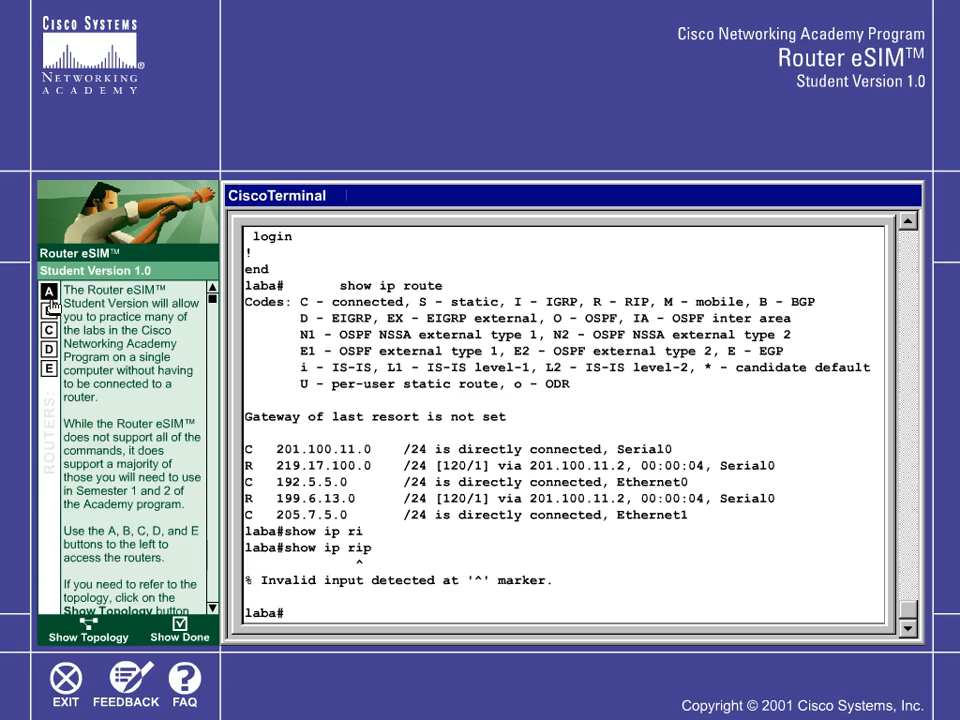 CISCO SYSTEMS
NETWORKING
ACADEMY
Cisco Networking Academy Program
Router eSIM™
Student Version 1.0
Router eSIM™
Student Version 1.0
A
C
D
E
ROUTERS:
The Router eSIM™
Student Version will allow
you to practice many of
the labs in the Cisco
Networking Academy
Program on a single
computer without having
to be connected to a
router.
While the Router eSIM™
does not support all of the
commands, it does
support a majority of
those you will need to use
in Semester 1 and 2 of
the Academy program.
Use the A, B, C, D, and E
buttons to the left to
access the routers.
If you need to refer to the
topology, click on the
Show Topology button
Show Topology
Show Done
CiscoTerminal
login
!
end
laba#       show ip route
Codes: C - connected, S - static, I - IGRP, R - RIP, M - mobile, B - BGP
       D - EIGRP, EX - EIGRP external, O - OSPF, IA - OSPF inter area
       N1 - OSPF NSSA external type 1, N2 - OSPF NSSA external type 2
       E1 - OSPF external type 1, E2 - OSPF external type 2, E - EGP
       i - IS-IS, L1 - IS-IS level-1, L2 - IS-IS level-2, * - candidate default
       U - per-user static route, o - ODR
Gateway of last resort is not set
C   201.100.11.0    /24 is directly connected, Serial0
R   219.17.100.0    /24 [120/1] via 201.100.11.2, 00:00:04, Serial0
C   192.5.5.0       /24 is directly connected, Ethernet0
R   199.6.13.0      /24 [120/1] via 201.100.11.2, 00:00:04, Serial0
C   205.7.5.0       /24 is directly connected, Ethernet1
laba#show ip ri
laba#show ip rip
^
% Invalid input detected at '^' marker.
laba#
EXIT
FEEDBACK
FAQ
Copyright © 2001 Cisco Systems, Inc.